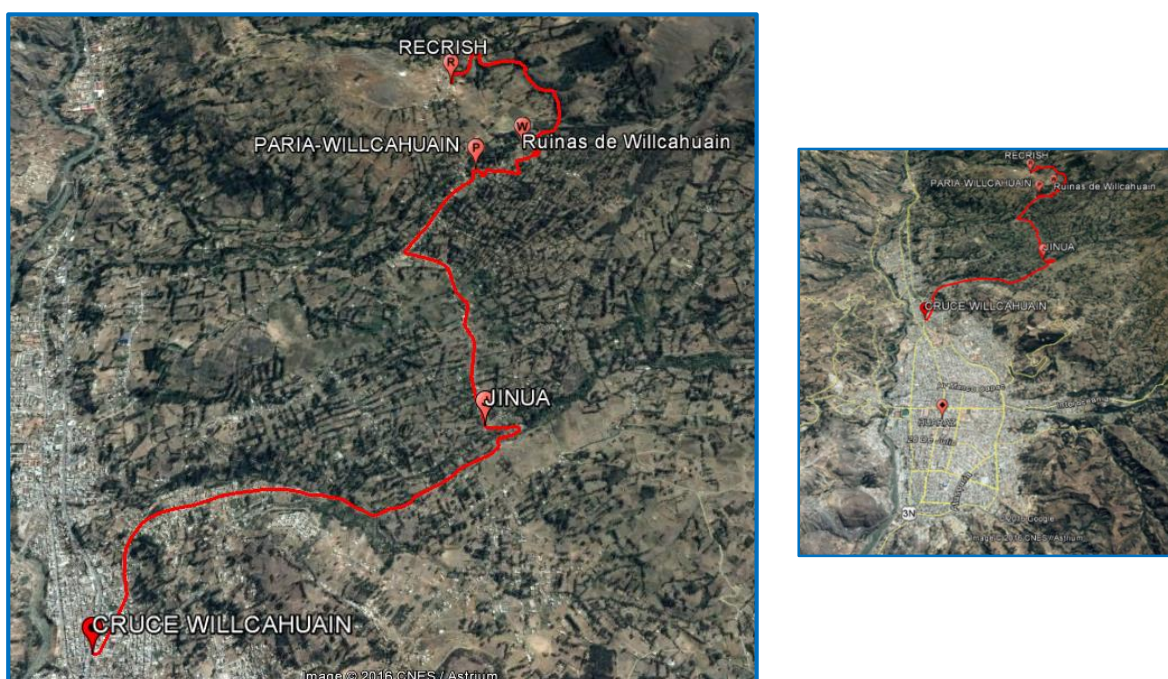 RECRISH
R
W
Ruinas de Willcahuain
PARIA-WILLCAHUAIN
P
JINUA
CRUCE WILLCAHUAIN
mage © 2016 CNES / Astrium
RECRISH
PARIA-WILLCAHUAIN
Ruinas de Willcahuain
JINUA
CRUCE WILLCAHUAIN
HUARAZ
3N
2016 Google
Image © 2016 CNES / Astrium